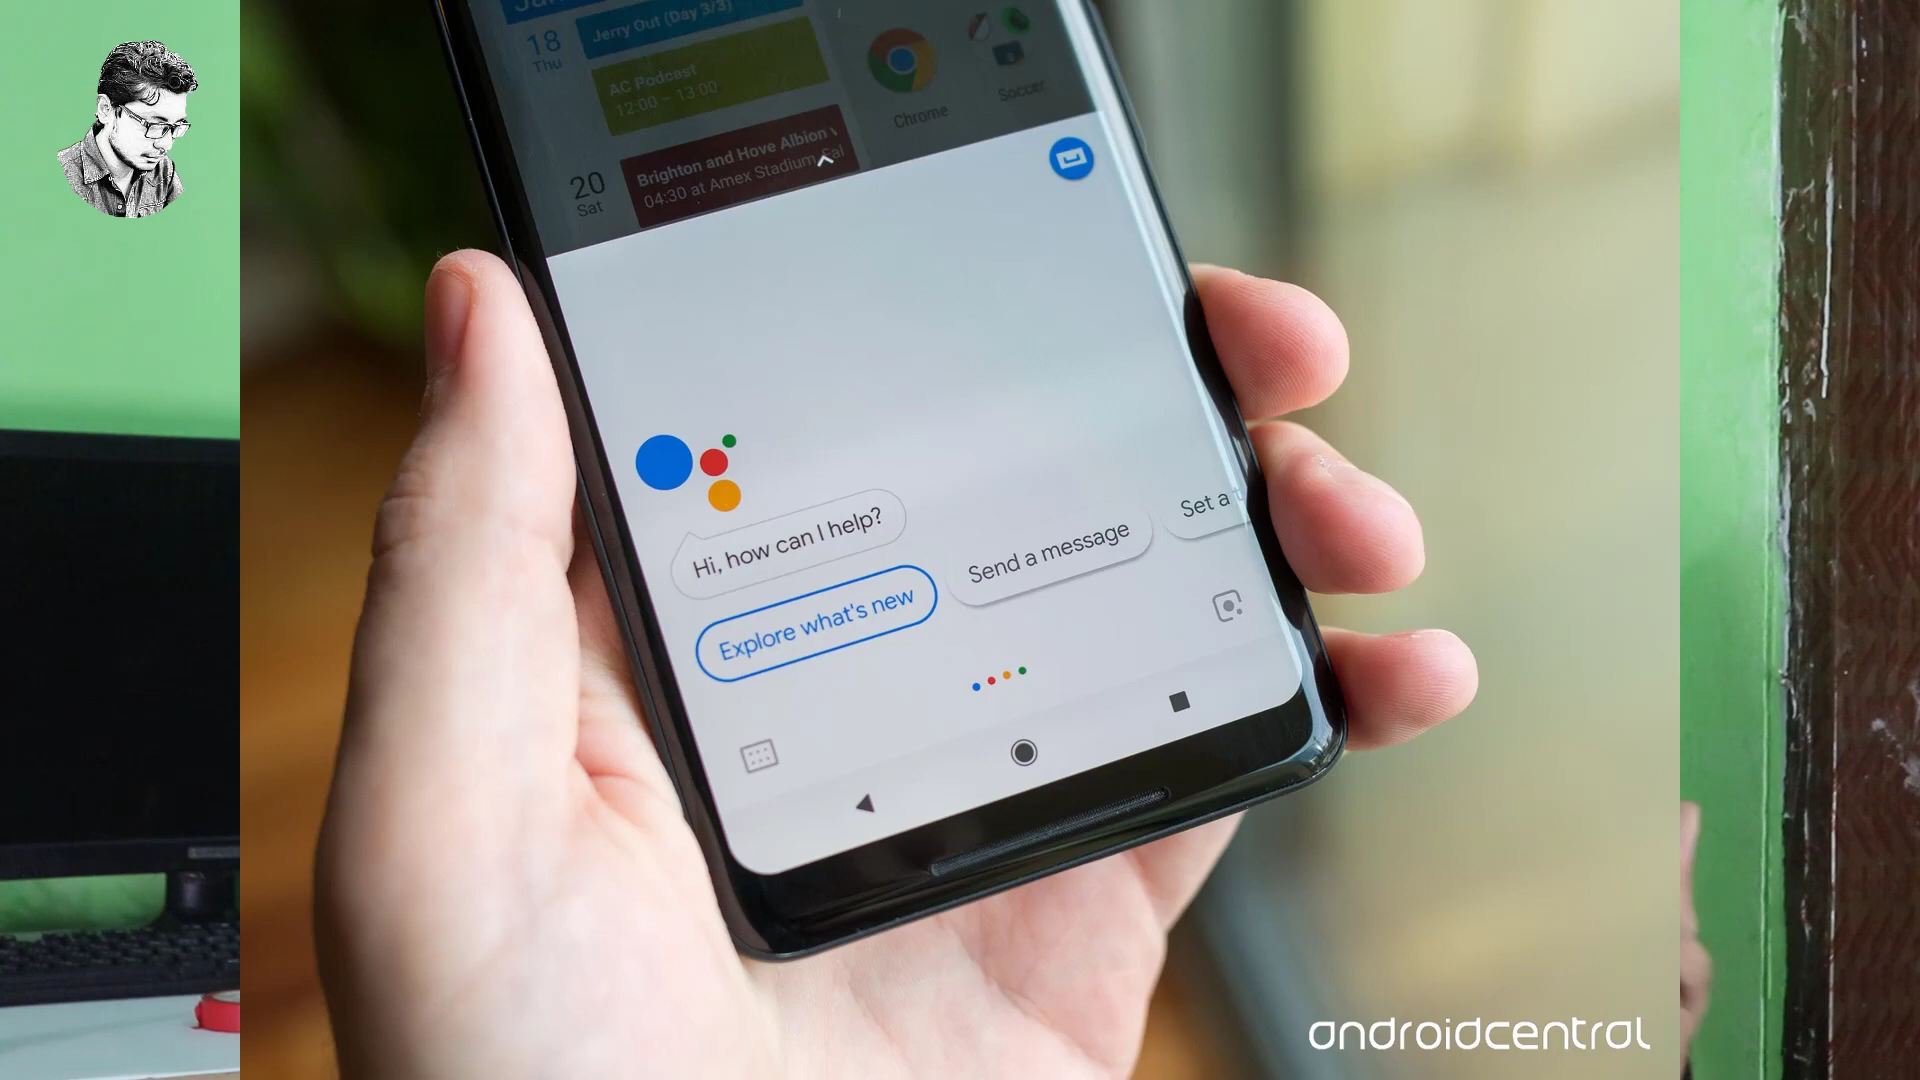 18
Thu
Jerry Out (Day 3/3)
AC Podcast
12:00 – 13:00
20
Sat
Brighton and Hove Albion
04:30 at Amex Stadium
Chrome
Soccer
Hi, how can I help?
Explore what's new
Send a message
Set a
androidcentral